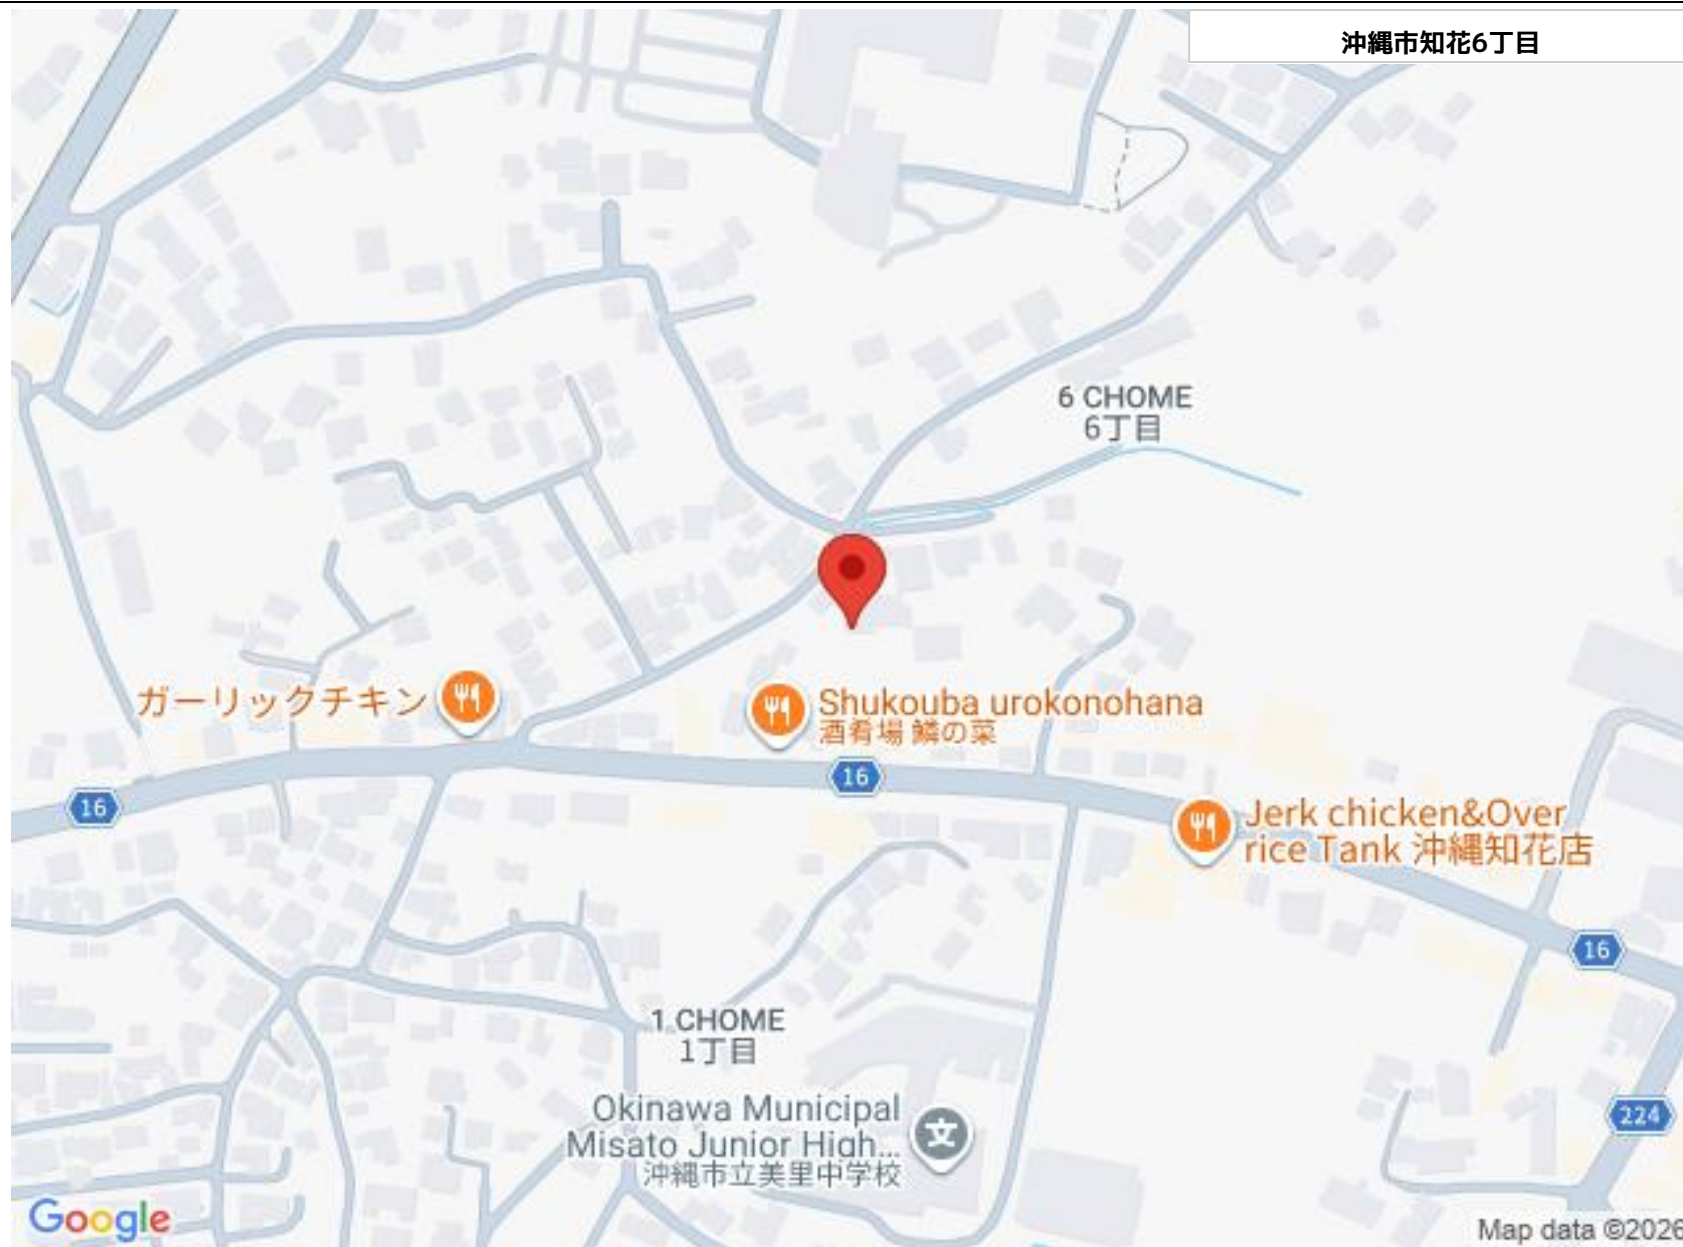 沖縄市知花6丁目
6 CHOME
6丁目
ガーリックチキン
Shukouba urokonohana
酒肴場 鱗の菜
16
16
Jerk chicken&Over
rice Tank 沖縄知花店
16
1 CHOME
1丁目
Okinawa Municipal
Misato Junior High...
沖縄市立美里中学校
文
224
Google
Map data ©2026